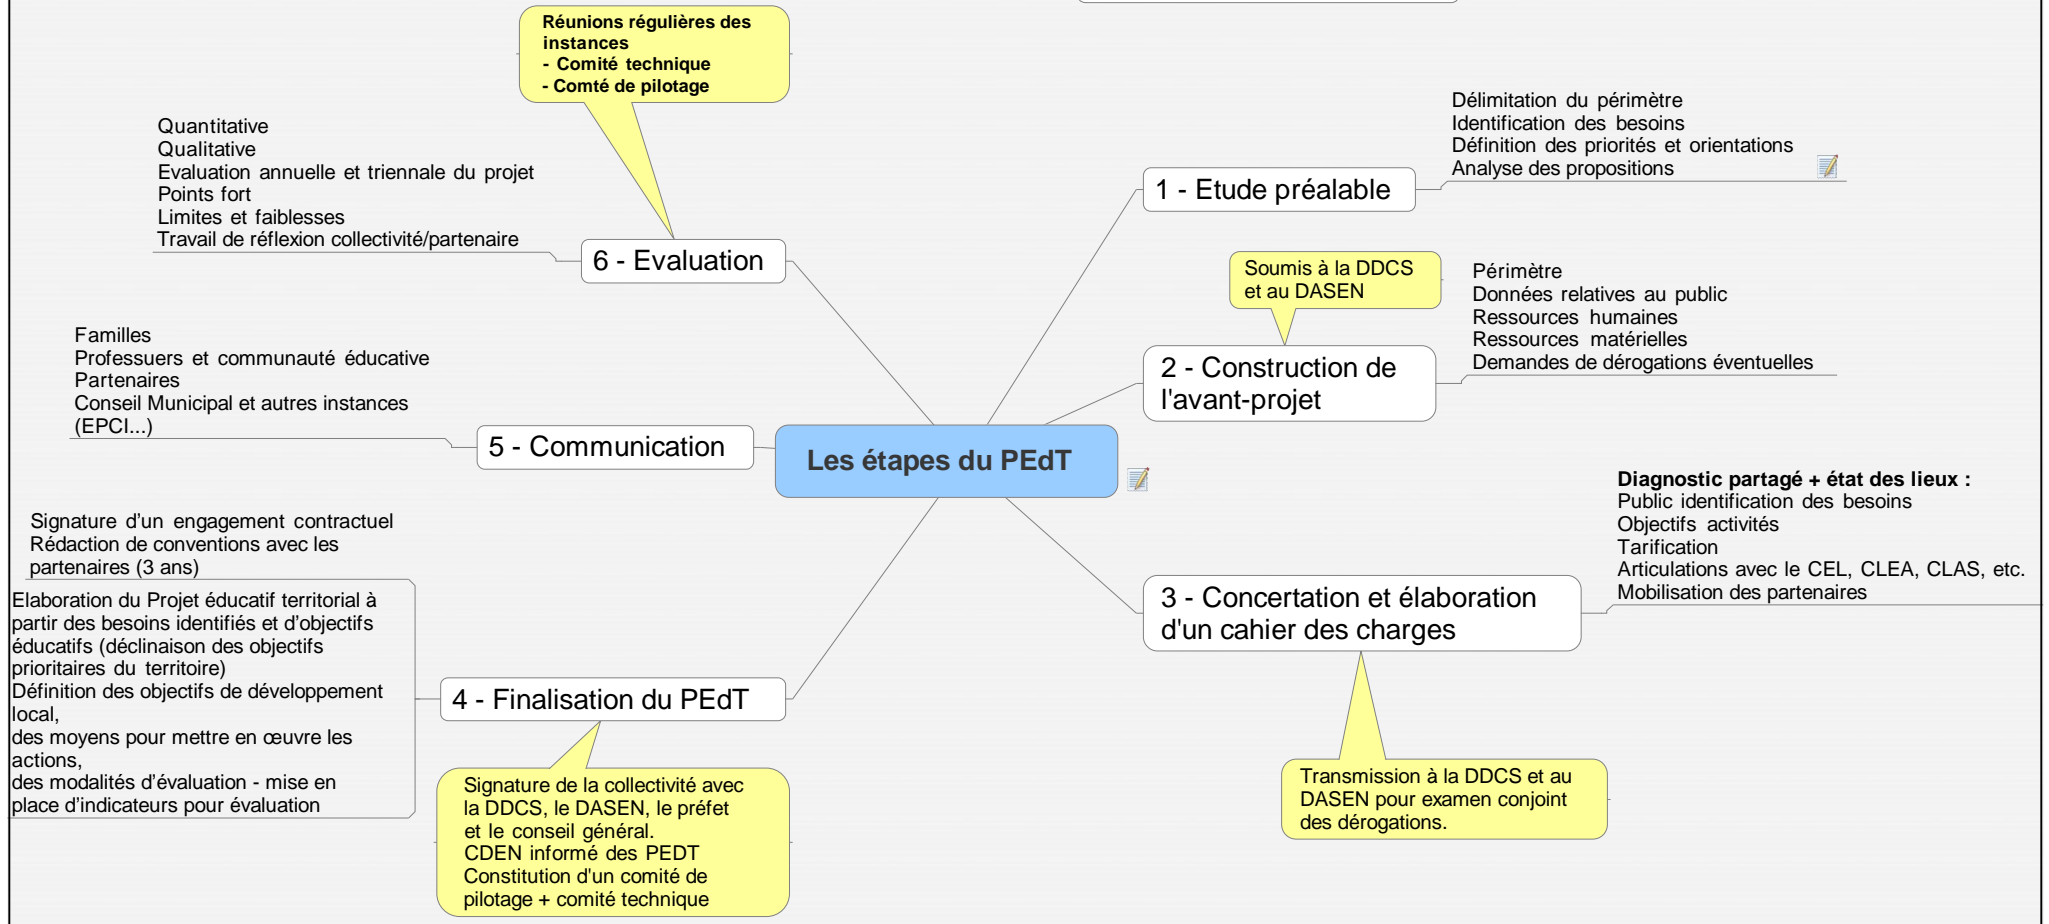 Les étapes du PEdT
1 - Etude préalable
Délimitation du périmètre
Identification des besoins
Définition des priorités et orientations
Analyse des propositions
2 - Construction de
l'avant-projet
Soumis à la DDCS
et au DASEN
Périmètre
Données relatives au public
Ressources humaines
Ressources matérielles
Demandes de dérogations éventuelles
3 - Concertation et élaboration
d'un cahier des charges
Diagnostic partagé + état des lieux :
Public identification des besoins
Objectifs activités
Tarification
Articulations avec le CEL, CLEA, CLAS, etc.
Mobilisation des partenaires
Transmission à la DDCS et au
DASEN pour examen conjoint
des dérogations.
4 - Finalisation du PEdT
Signature d’un engagement contractuel
Rédaction de conventions avec les
partenaires (3 ans)
Elaboration du Projet éducatif territorial à
partir des besoins identifiés et d’objectifs
éducatifs (déclinaison des objectifs
prioritaires du territoire)
Définition des objectifs de développement
local,
des moyens pour mettre en œuvre les
actions,
des modalités d’évaluation - mise en
place d’indicateurs pour évaluation
Signature de la collectivité avec
la DDCS, le DASEN, le préfet
et le conseil général.
CDEN informé des PEDT
Constitution d'un comité de
pilotage + comité technique
5 - Communication
Familles
Professuers et communauté éducative
Partenaires
Conseil Municipal et autres instances
(EPCI...)
6 - Evaluation
Réunions régulières des
instances
- Comité technique
- Comté de pilotage
Quantitative
Qualitative
Evaluation annuelle et triennale du projet
Points fort
Limites et faiblesses
Travail de réflexion collectivité/partenaire